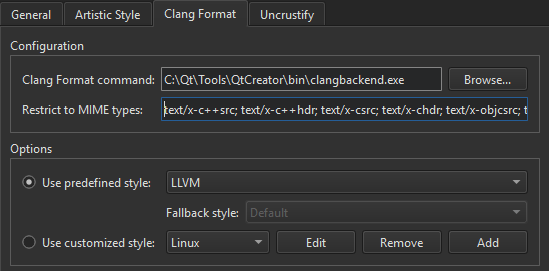 General Artistic Style Clang Format Uncrustify
Configuration
Clang Format command: C:\Qt\Tools\QtCreator\bin\clangbackend.exe Browse...
Restrict to MIME types: text/x-c++src; text/x-c++hdr; text/x-csrc; text/x-chdr; text/x-objcsrc; t
Options
Use predefined style: LLVM
Fallback style: Default
Use customized style: Linux Edit Remove Add